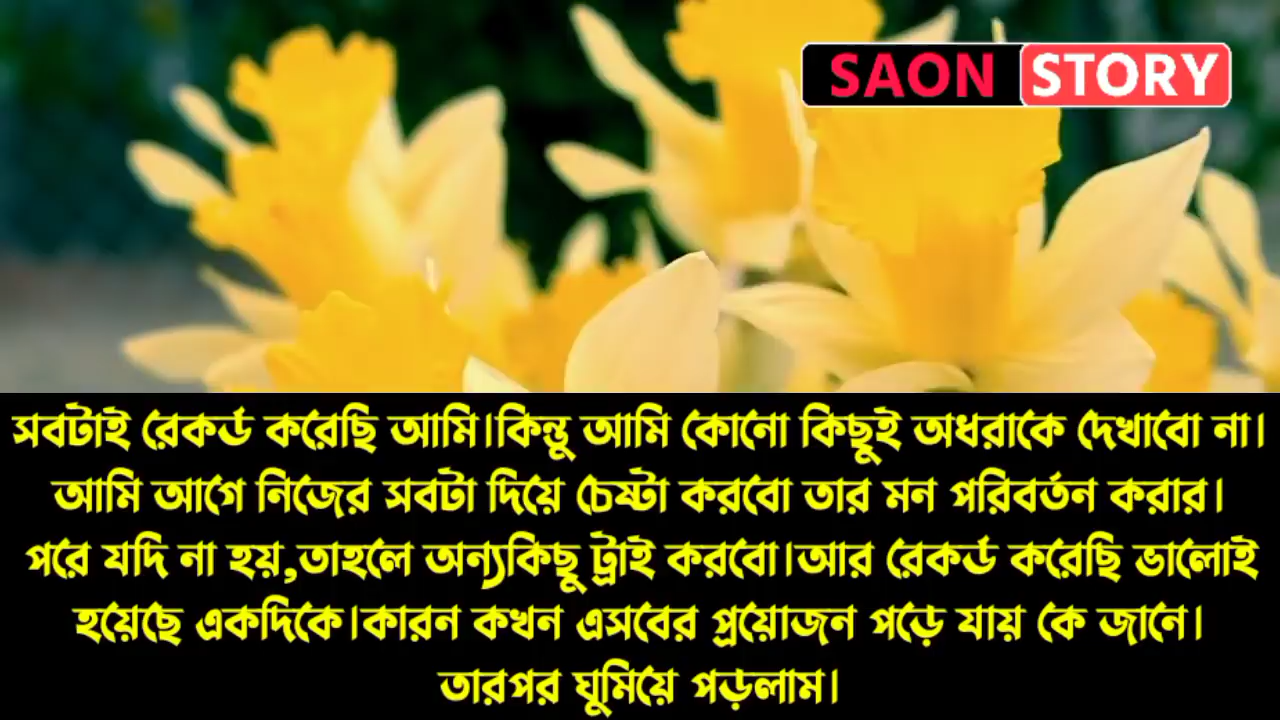 SAON STORY
সবটাই রেকর্ড করেছি আমি।কিন্তু আমি কোনো কিছুই অধরাকে দেখাবো না।
আমি আগে নিজের সবটা দিয়ে চেষ্টা করবো তার মন পরিবর্তন করার।
পরে যদি না হয়,তাহলে অন্যকিছু ট্রাই করবো।আর রেকর্ড করেছি ভালোই
হয়েছে একদিকে।কারন কখন এসবের প্রয়োজন পড়ে যায় কে জানে।
তারপর ঘুমিয়ে পড়লাম।